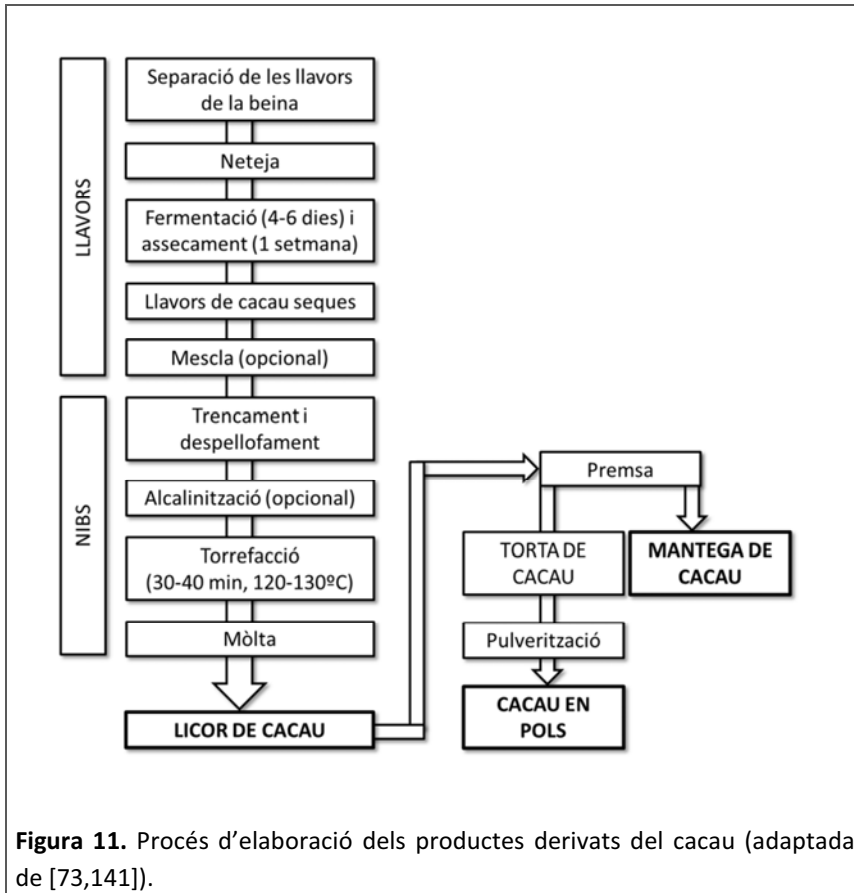 LLAVORS
Separació de les llavors
de la beina
Neteja
Fermentació (4-6 dies) i
assecament (1 setmana)
Llavors de cacau seques
Mescla (opcional)
NIBS
Trencament i
despellofament
Alcalinització (opcional)
Torrefacció
(30-40 min, 120-130ºC)
Mòlta
LICOR DE CACAU
Premsa
TORTA DE
CACAU
MANTEGA DE
CACAU
Pulverització
CACAU EN
POLS
Figura 11. Procés d’elaboració dels productes derivats del cacau (adaptada
de [73,141]).